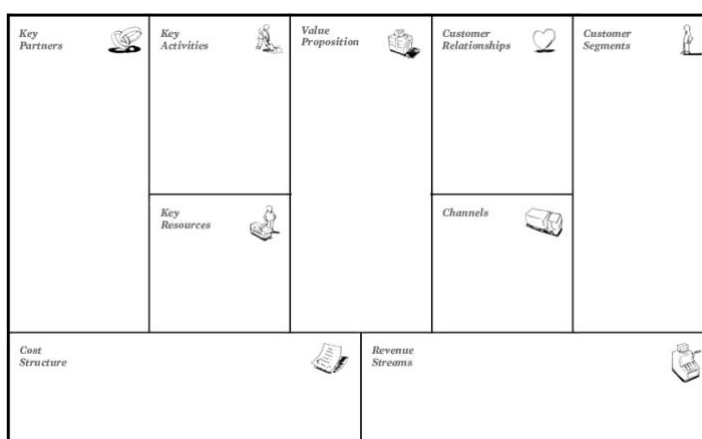 Key
Partners
Key
Activities
Value
Proposition
Customer
Relationships
Customer
Segments
Key
Resources
Channels
Cost
Structure
Revenue
Streams